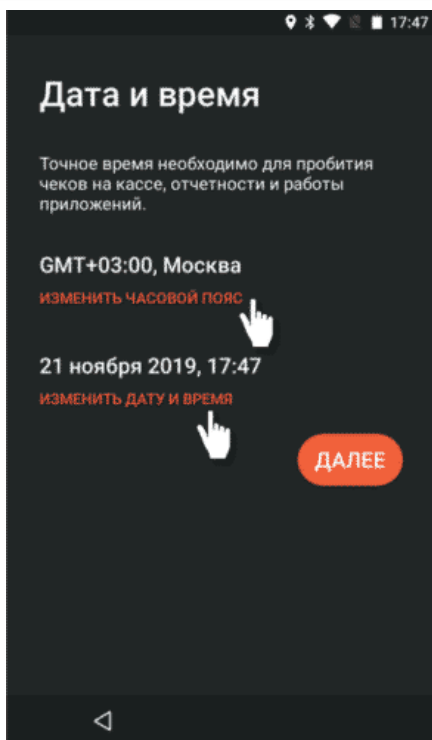 17:47
Дата и время
Точное время необходимо для пробития
чеков на кассе, отчетности и работы
приложений.
GMT+03:00, Москва
ИЗМЕНИТЬ ЧАСОВОЙ ПОЯС
21 ноября 2019, 17:47
ИЗМЕНИТЬ ДАТУ И ВРЕМЯ
ДАЛЕЕ